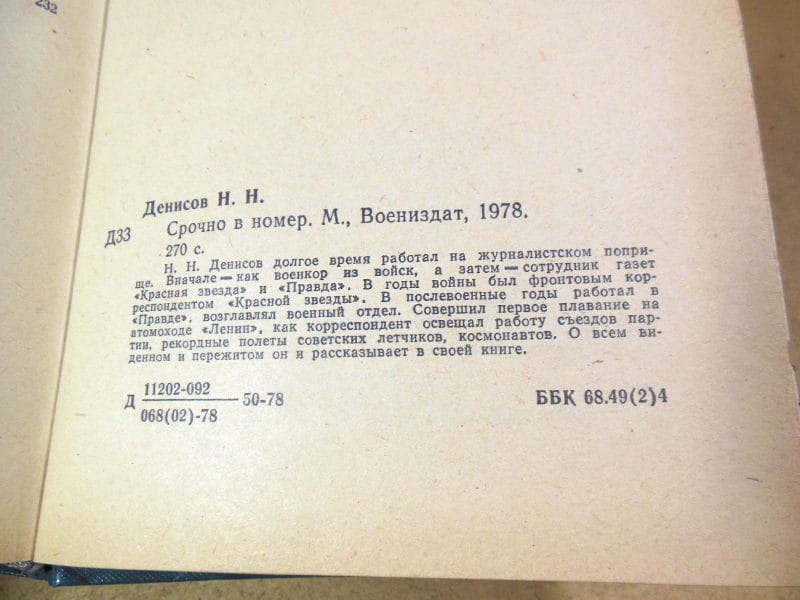 232
Денисов Н. Н.
Д33 Срочно в номер. М., Воениздат, 1978.
270 с.
Н. Н. Денисов долгое время работал на журналистском попри-
ще. Вначале — как военкор из войск, а затем — сотрудник газет
«Красная звезда» и «Правда». В годы войны был фронтовым кор-
респондентом «Красной звезды». В послевоенные годы работал в
«Правде», возглавлял военный отдел. Совершил первое плавание на
атомоходе «Ленин», как корреспондент освещал работу съездов пар-
тии, рекордные полеты советских летчиков, космонавтов. О всем ви-
денном и пережитом он и рассказывает в своей книге.
11202-092
Д 50-78 ББК 68.49(2)4
068(02)-78